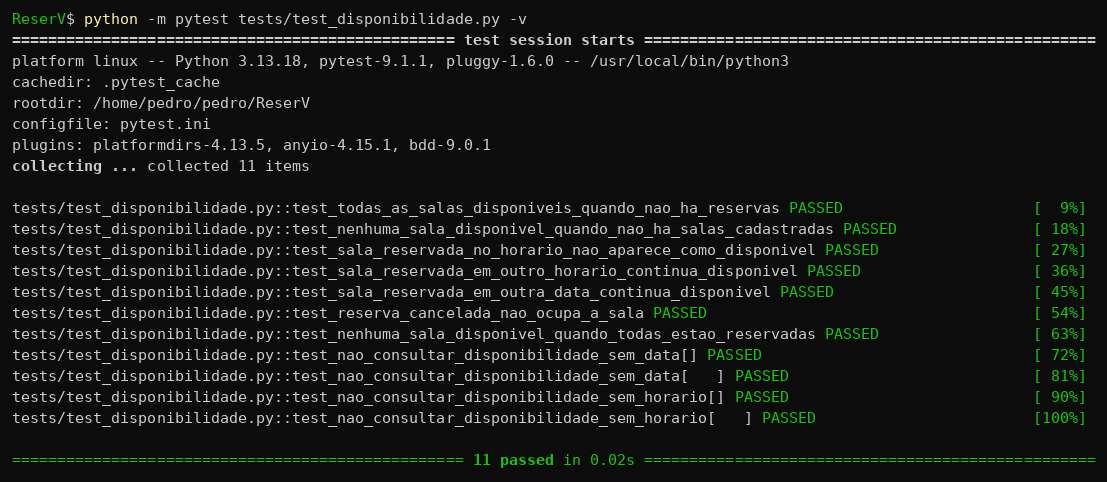 ReserV$ python -m pytest tests/test_disponibilidade.py -v
================================================= test session starts ==================================================
platform linux -- Python 3.13.18, pytest-9.1.1, pluggy-1.6.0 -- /usr/local/bin/python3
cachedir: .pytest_cache
rootdir: /home/pedro/pedro/ReserV
configfile: pytest.ini
plugins: platformdirs-4.13.5, anyio-4.15.1, bdd-9.0.1
collecting ... collected 11 items

tests/test_disponibilidade.py::test_todas_as_salas_disponiveis_quando_nao_ha_reservas PASSED                     [  9%]
tests/test_disponibilidade.py::test_nenhuma_sala_disponivel_quando_nao_ha_salas_cadastradas PASSED               [ 18%]
tests/test_disponibilidade.py::test_sala_reservada_no_horario_nao_aparece_como_disponivel PASSED                 [ 27%]
tests/test_disponibilidade.py::test_sala_reservada_em_outro_horario_continua_disponivel PASSED                   [ 36%]
tests/test_disponibilidade.py::test_sala_reservada_em_outra_data_continua_disponivel PASSED                      [ 45%]
tests/test_disponibilidade.py::test_reserva_cancelada_nao_ocupa_a_sala PASSED                                    [ 54%]
tests/test_disponibilidade.py::test_nenhuma_sala_disponivel_quando_todas_estao_reservadas PASSED                 [ 63%]
tests/test_disponibilidade.py::test_nao_consultar_disponibilidade_sem_data[] PASSED                              [ 72%]
tests/test_disponibilidade.py::test_nao_consultar_disponibilidade_sem_data[   ] PASSED                           [ 81%]
tests/test_disponibilidade.py::test_nao_consultar_disponibilidade_sem_horario[] PASSED                           [ 90%]
tests/test_disponibilidade.py::test_nao_consultar_disponibilidade_sem_horario[   ] PASSED                        [100%]

================================================== 11 passed in 0.02s ==================================================